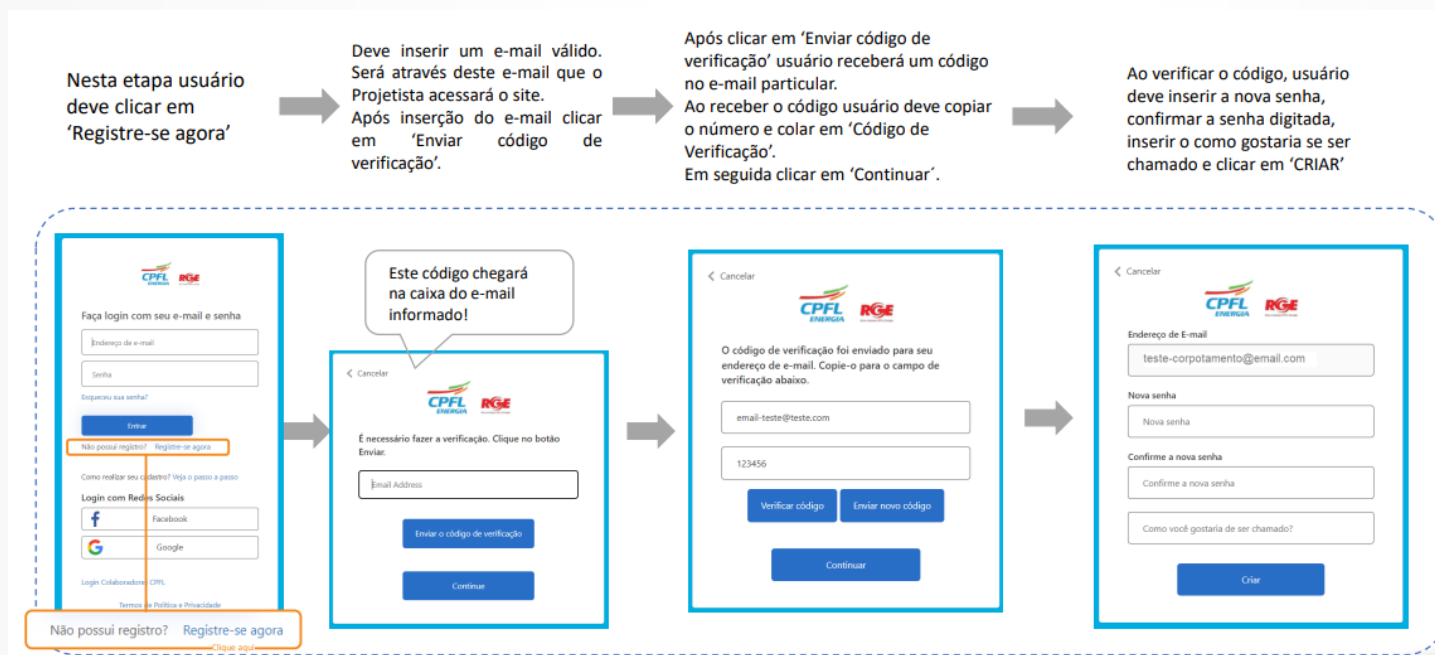 Nesta etapa usuário
deve clicar em
‘Registre-se agora’
Deve inserir um e-mail válido.
Será através deste e-mail que o
Projetista acessará o site.
Após inserção do e-mail clicar
em ‘Enviar código de
verificação’.
Após clicar em ‘Enviar código de
verificação’ usuário receberá um código
no e-mail particular.
Ao receber o código usuário deve copiar
o número e colar em ‘Código de
Verificação’.
Em seguida clicar em ‘Continuar´.
Ao verificar o código, usuário
deve inserir a nova senha,
confirmar a senha digitada,
inserir o como gostaria se ser
chamado e clicar em ‘CRIAR’
CPFL ENERGIA RGE
Faça login com seu e-mail e senha
Endereço de e-mail
Senha
Esqueceu sua senha?
Entrar
Não possui registro? Registre-se agora
Como realizar seu cadastro? Veja o passo a passo
Login com Redes Sociais
Facebook
Google
Login Colaboradores CPFL
Termos de Política e Privacidade
Não possui registro? Registre-se agora
Clique aqui
Este código chegará
na caixa do e-mail
informado!
Cancelar
CPFL ENERGIA RGE
É necessário fazer a verificação. Clique no botão
Enviar.
Email Address
Enviar o código de verificação
Continue
Cancelar
CPFL ENERGIA RGE
O código de verificação foi enviado para seu
endereço de e-mail. Copie-o para o campo de
verificação abaixo.
email-teste@teste.com
123456
Verificar código Enviar novo código
Continuar
Cancelar
CPFL ENERGIA RGE
Endereço de E-mail
teste-corpotamento@email.com
Nova senha
Nova senha
Confirme a nova senha
Confirme a nova senha
Como você gostaria de ser chamado?
Criar